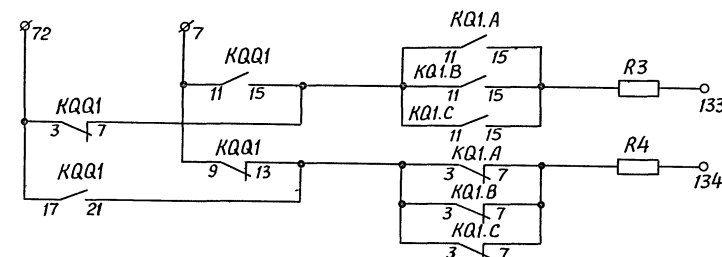 72
7
KQQ1
11 15
KQ1.A
11 15
KQ1.B
11 15
KQ1.C
11 15
R3
133
KQQ1
3 7
KQQ1
9 13
KQQ1
17 21
KQ1.A
3 7
KQ1.B
3 7
KQ1.C
3 7
R4
134